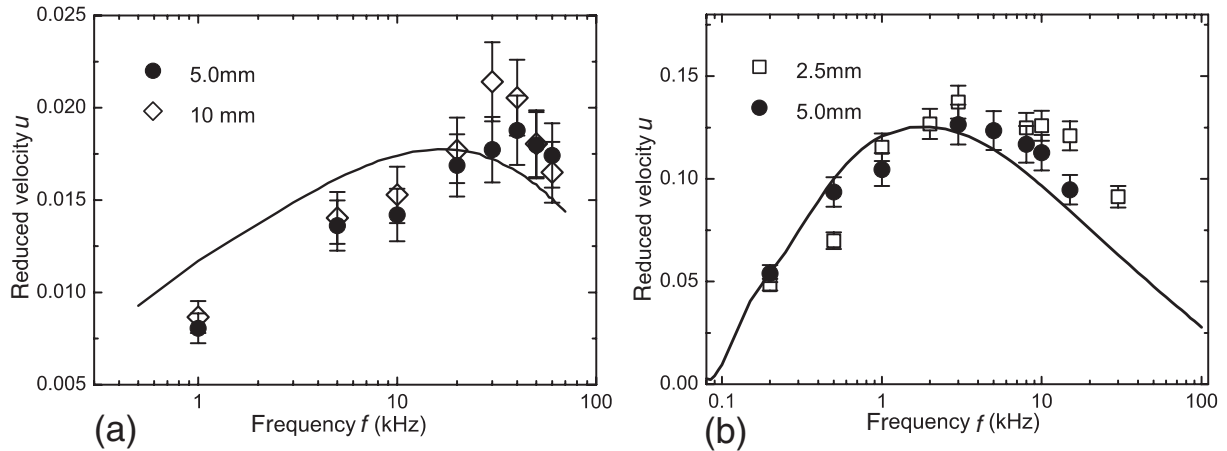 0.025
0.020
0.015
0.010
0.005
Reduced velocity u
5.0mm
10 mm
1
10
100
Frequency f (kHz)
(a)
0.15
0.10
0.05
0.00
Reduced velocity u
2.5mm
5.0mm
0.1
1
10
100
Frequency f (kHz)
(b)